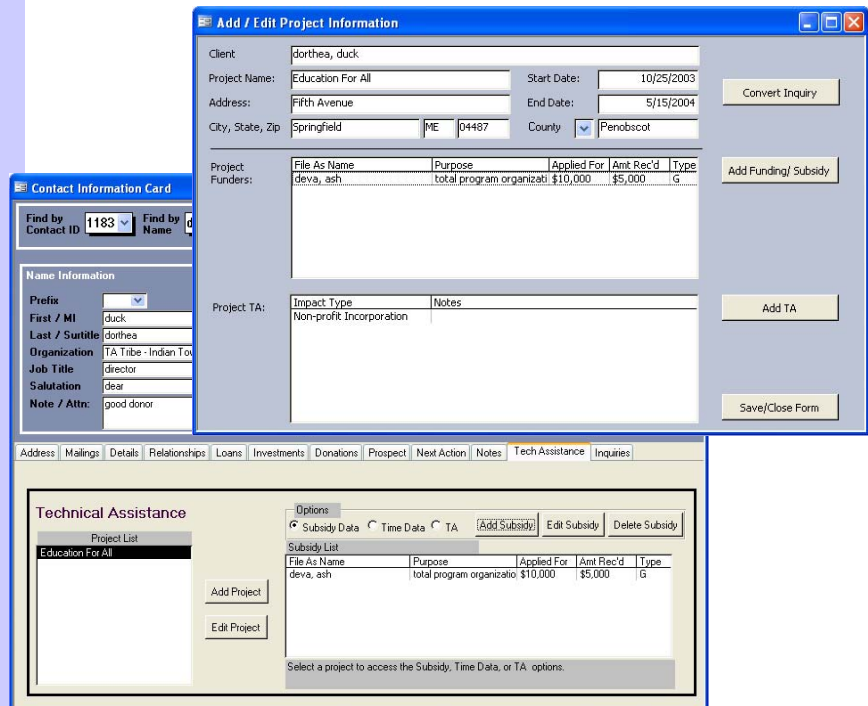 Add / Edit Project Information
Client dorthea, duck
Project Name: Education For All Start Date: 10/25/2003
Convert Inquiry
Address: Fifth Avenue End Date: 5/15/2004
City, State, Zip Springfield ME 04487 County Penobscot
Project Funders:
File As Name Purpose Applied For Amt Rec'd Type
deva, ash total program organizati $10,000 $5,000 G
Add Funding/ Subsidy
Project TA:
Impact Type Notes
Non-profit Incorporation
Add TA
Save/Close Form
Contact Information Card
Find by Contact ID 1183 Find by Name d
Name Information
Prefix
First / MI duck
Last / Surtitle dorthea
Organization TA Tribe - Indian Tow
Job Title director
Salutation dear
Note / Attn: good donor
Address Mailings Details Relationships Loans Investments Donations Prospect Next Action Notes Tech Assistance Inquiries
Technical Assistance
Project List
Education For All
Add Project
Edit Project
Options
Subsidy Data Time Data TA Add Subsidy Edit Subsidy Delete Subsidy
Subsidy List
File As Name Purpose Applied For Amt Rec'd Type
deva, ash total program organizatio $10,000 $5,000 G
Select a project to access the Subsidy, Time Data, or TA options.